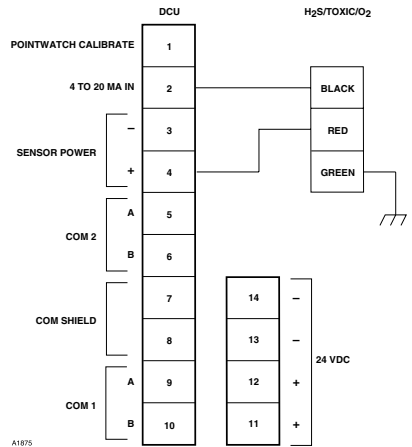 DCU H2S/TOXIC/O2
POINTWATCH CALIBRATE 1
4 TO 20 MA IN 2 BLACK
– 3 RED
SENSOR POWER
+ 4 GREEN
A 5
COM 2
B 6
7 14 –
COM SHIELD
8 13 –
24 VDC
A 9 12 +
COM 1
B 10 11 +
A1875